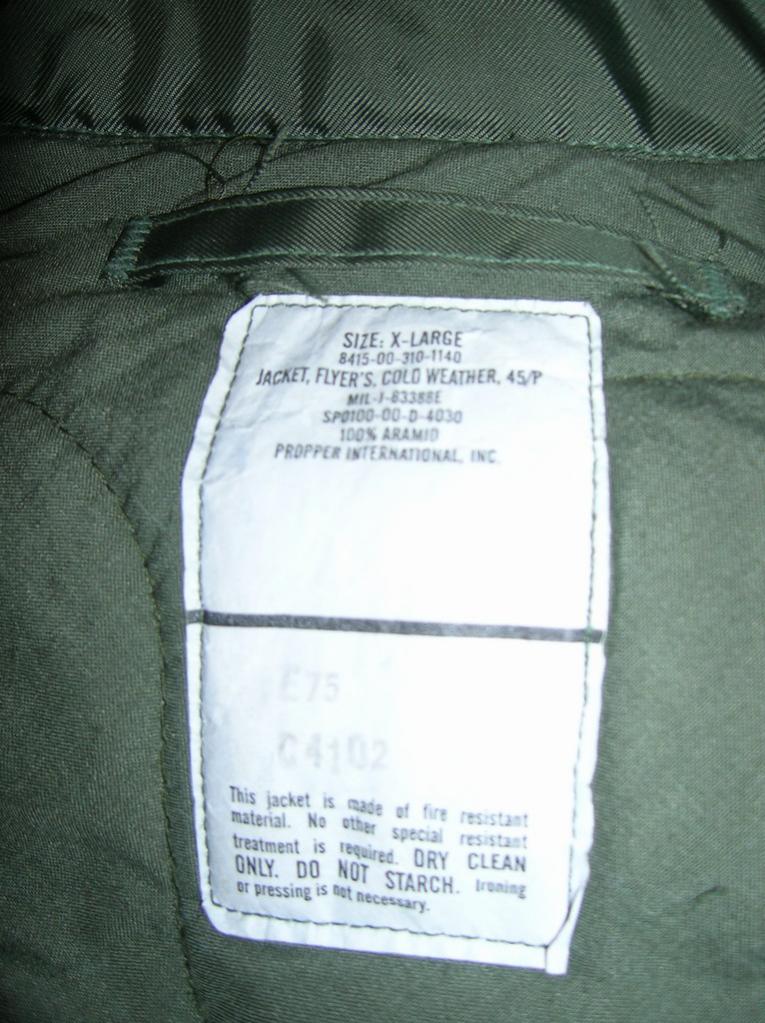 SIZE: X-LARGE
8415-00-310-1140
JACKET, FLYER'S, COLD WEATHER, 45/P
MIL-J-83388E
SPO100-00-D-4030
100% ARAMID
PROPPER INTERNATIONAL, INC.
E75
C4102
This jacket is made of fire resistant
material. No other special resistant
treatment is required. DRY CLEAN
ONLY. DO NOT STARCH. Ironing
or pressing is not necessary.